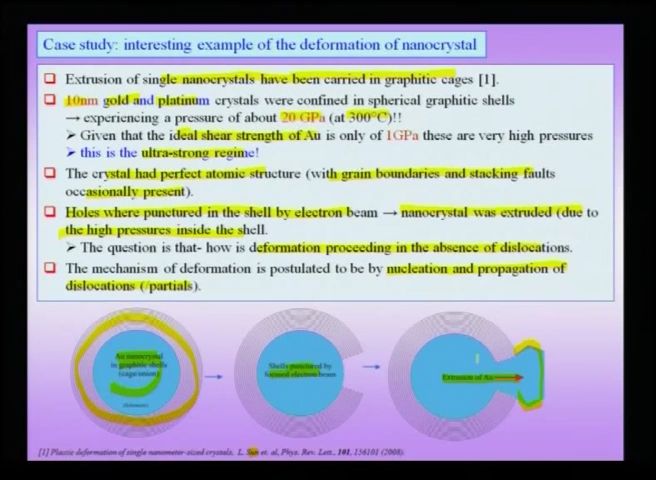 Case study: interesting example of the deformation of nanocrystal
Extrusion of single nanocrystals have been carried in graphitic cages [1].
10nm gold and platinum crystals were confined in spherical graphitic shells
→ experiencing a pressure of about 20 GPa (at 300°C)!!
➤ Given that the ideal shear strength of Au is only of 1GPa these are very high pressures
➤ this is the ultra-strong regime!
The crystal had perfect atomic structure (with grain boundaries and stacking faults
occasionally present).
Holes where punctured in the shell by electron beam → nanocrystal was extruded (due to
the high pressures inside the shell.
➤ The question is that- how is deformation proceeding in the absence of dislocations.
The mechanism of deformation is postulated to be by nucleation and propagation of
dislocations (/partials).
Au nanocrystal
in graphitic shells
(cage/onion)
(Schematic)
Shells punctured by
focused electron beam
Extrusion of Au
[1] Plastic deformation of single nanometer-sized crystals. L. Sun et. al, Phys. Rev. Lett., 101, 156101 (2008).